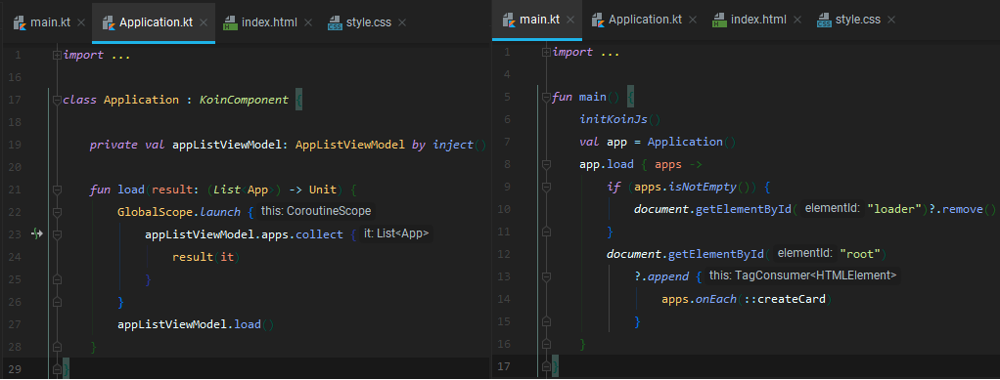 main.kt Application.kt index.html style.css
1 import ...
16
17 class Application : KoinComponent {
18
19 private val appListViewModel: AppListViewModel by inject()
20
21 fun load(result: (List<App>) -> Unit) {
22 GlobalScope.launch { this: CoroutineScope
23 appListViewModel.apps.collect { it: List<App>
24 result(it)
25 }
26 }
27 appListViewModel.load()
28 }
29 }
main.kt Application.kt index.html style.css
1 import ...
4
5 fun main() {
6 initKoinJs()
7 val app = Application()
8 app.load { apps ->
9 if (apps.isNotEmpty()) {
10 document.getElementById( elementId: "loader")?.remove()
11 }
12 document.getElementById( elementId: "root")
13 ?.append { this: TagConsumer<HTMLElement>
14 apps.onEach(::createCard)
15 }
16 }
17 }